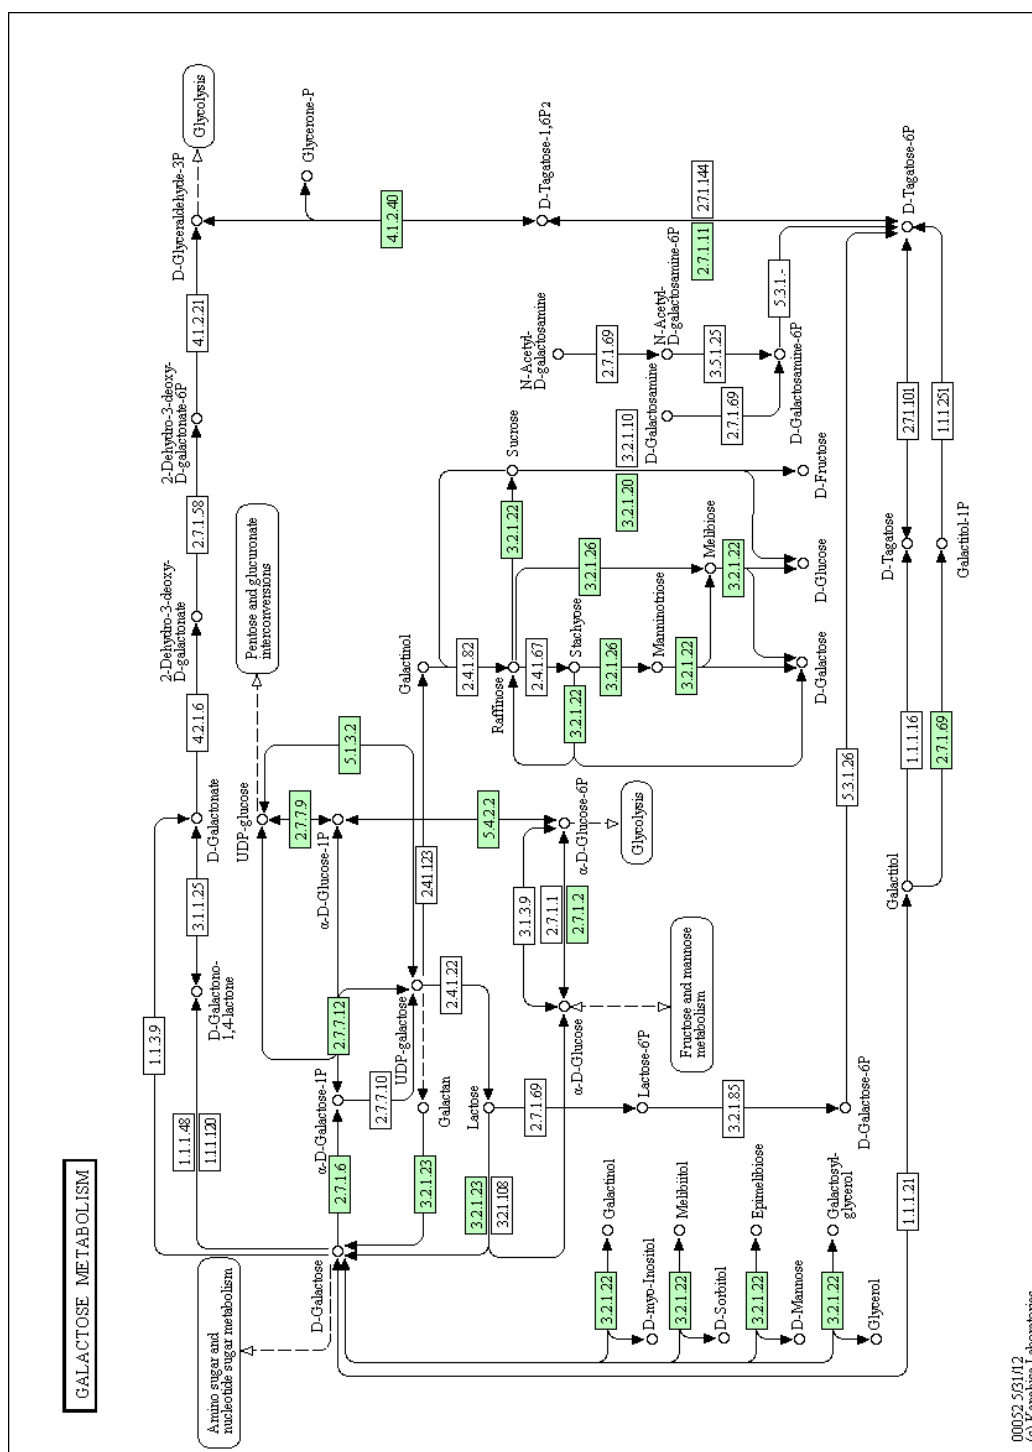 GALACTOSE METABOLISM
Amino sugar and
nucleotide sugar metabolism
D-Galactose
1.1.3.9
1.1.1.48
1.1.1.120
D-Galactono-
1,4-lactone
3.1.1.25
D-Galactonate
4.2.1.6
2-Dehydro-3-deoxy-
D-galactonate
2.7.1.58
2-Dehydro-3-deoxy-
D-galactonate-6P
4.1.2.21
D-Glyceraldehyde-3P
Glycolysis
Glycerone-P
4.1.2.40
D-Tagatose-1,6P2
2.7.1.144
2.7.1.11
D-Tagatose-6P
2.7.1.6
α-D-Galactose-1P
2.7.7.12
2.7.7.10
α-D-Glucose-1P
2.7.7.9
UDP-glucose
Pentose and glucuronate
interconversions
5.1.3.2
UDP-galactose
2.4.1.123
Galactinol
2.4.1.82
Raffinose
3.2.1.22
Sucrose
3.2.1.10
3.2.1.20
D-Fructose
2.4.1.67
Stachyose
3.2.1.26
3.2.1.26
3.2.1.22
Manninotriose
3.2.1.22
Melibiose
3.2.1.22
D-Glucose
D-Galactose
N-Acetyl-
D-galactosamine
2.7.1.69
N-Acetyl-
D-galactosamine-6P
3.5.1.25
D-Galactosamine
2.7.1.69
D-Galactosamine-6P
5.3.1.-
3.2.1.23
Galactan
2.4.1.22
Lactose
3.2.1.23
3.2.1.108
5.4.2.2
α-D-Glucose-6P
Glycolysis
3.1.3.9
2.7.1.1
2.7.1.2
α-D-Glucose
Fructose and mannose
metabolism
2.7.1.69
Lactose-6'P
3.2.1.85
D-Galactose-6P
5.3.1.26
3.2.1.22
Galactinol
D-myo-Inositol
3.2.1.22
Melibiitol
D-Sorbitol
3.2.1.22
Epimelibiose
D-Mannose
3.2.1.22
Galactosyl-
glycerol
Glycerol
1.1.1.21
Galactitol
1.1.1.16
D-Tagatose
2.7.1.101
2.7.1.69
Galactitol-1P
1.1.1.251
00052 5/31/12
(c) Kanehisa Laboratories